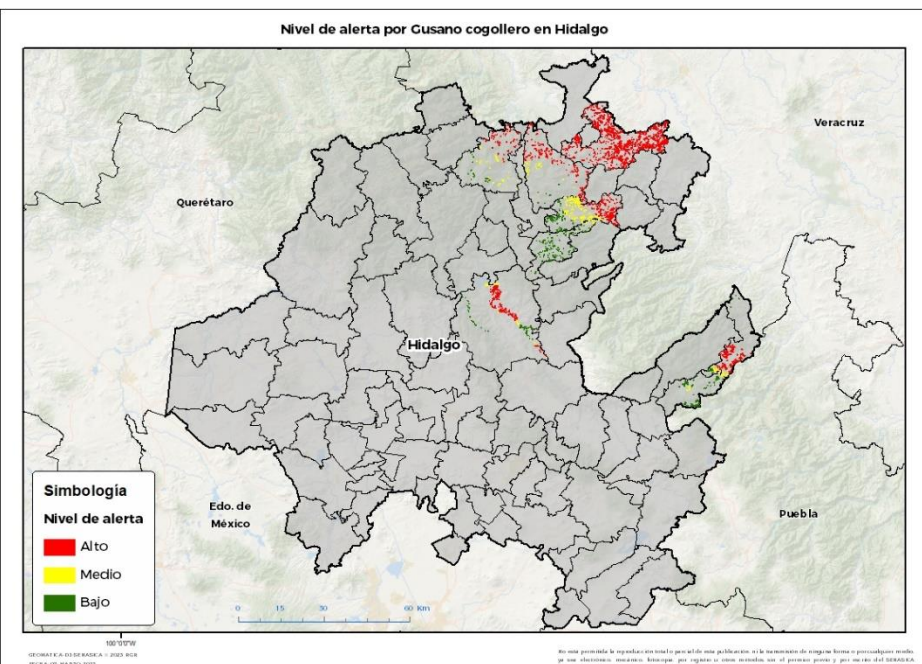 Nivel de alerta por Gusano cogollero en Hidalgo
Veracruz
Querétaro
Hidalgo
Simbología
Nivel de alerta
Alto
Medio
Bajo
Edo. de
México
Puebla
0 15 30 60 Km
100°0'0"W